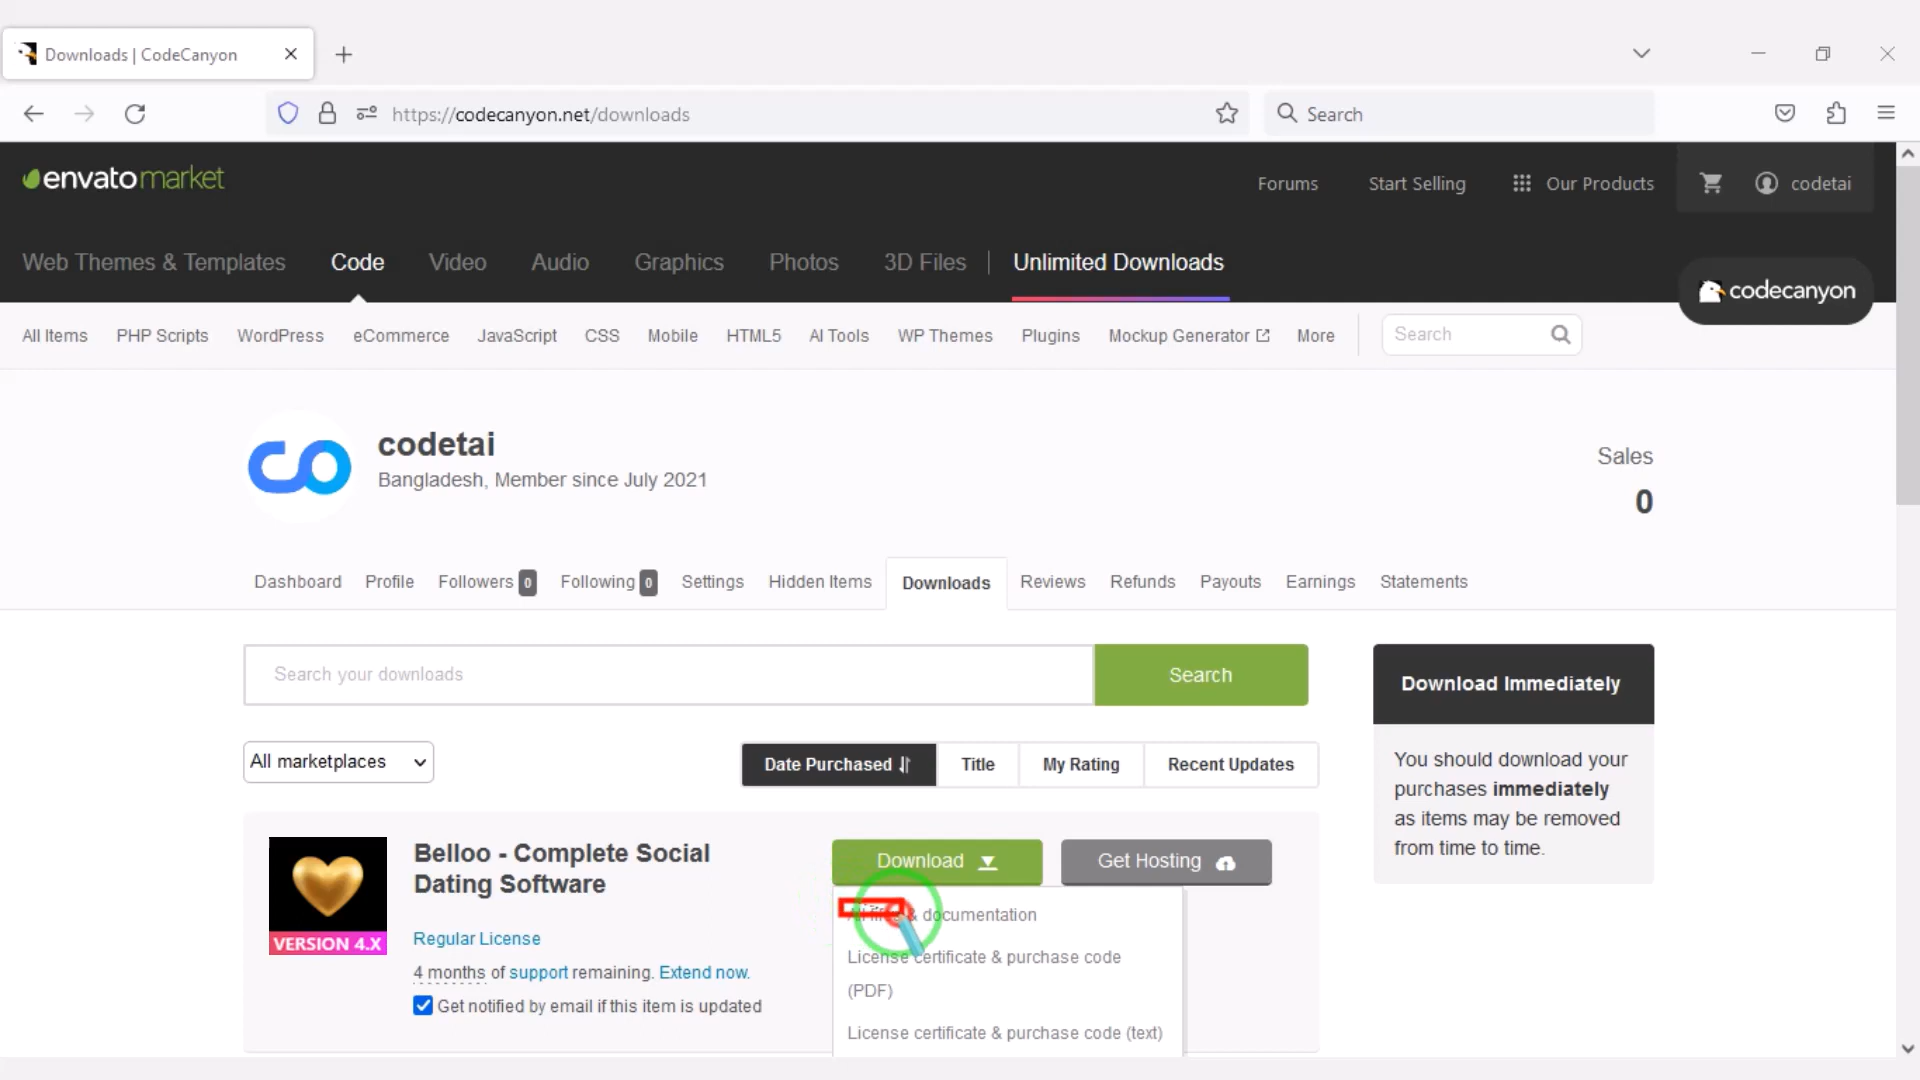 Downloads | CodeCanyon
https://codecanyon.net/downloads
Search
envatomarket
Forums
Start Selling
Our Products
codetai
Web Themes & Templates
Code
Video
Audio
Graphics
Photos
3D Files
Unlimited Downloads
codecanyon
All Items
PHP Scripts
WordPress
eCommerce
JavaScript
CSS
Mobile
HTML5
AI Tools
WP Themes
Plugins
Mockup Generator
More
Search
codetai
Bangladesh, Member since July 2021
Sales
0
Dashboard
Profile
Followers 0
Following 0
Settings
Hidden Items
Downloads
Reviews
Refunds
Payouts
Earnings
Statements
Search your downloads
Search
All marketplaces
Date Purchased
Title
My Rating
Recent Updates
Download Immediately
You should download your
purchases immediately
as items may be removed
from time to time.
VERSION 4.X
Belloo - Complete Social
Dating Software
Regular License
4 months of support remaining. Extend now.
Get notified by email if this item is updated
Download
Get Hosting
& documentation
License certificate & purchase code
(PDF)
License certificate & purchase code (text)